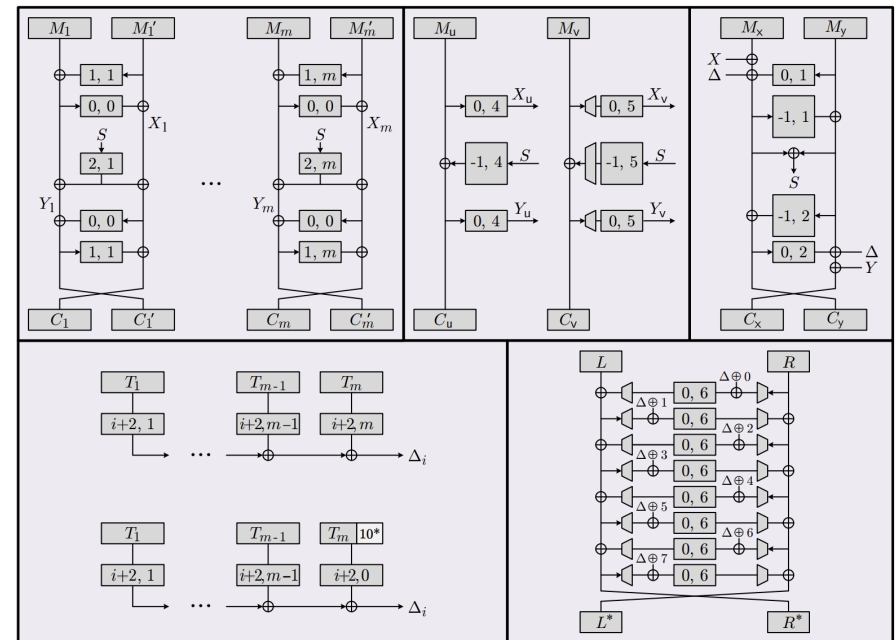 M1 M1′ Mm Mm′
1, 1 1, m
0, 0 0, 0
X1 Xm
S S
2, 1 2, m
...
Y1 Ym
0, 0 0, 0
1, 1 1, m
C1 C1′ Cm Cm′
Mu Mv
0, 4 Xu 0, 5 Xv
-1, 4 S -1, 5 S
0, 4 Yu 0, 5 Yv
Cu Cv
Mx My
X
Δ 0, 1
-1, 1
S
-1, 2
0, 2 Δ
Y
Cx Cy
T1 Tm-1 Tm
i+2, 1 i+2, m-1 i+2, m
... Δi
T1 Tm-1 Tm 10*
i+2, 1 i+2, m-1 i+2, 0
... Δi
L R
0, 6 Δ⊕0
Δ⊕1 0, 6
0, 6 Δ⊕2
Δ⊕3 0, 6
0, 6 Δ⊕4
Δ⊕5 0, 6
0, 6 Δ⊕6
Δ⊕7 0, 6
L* R*